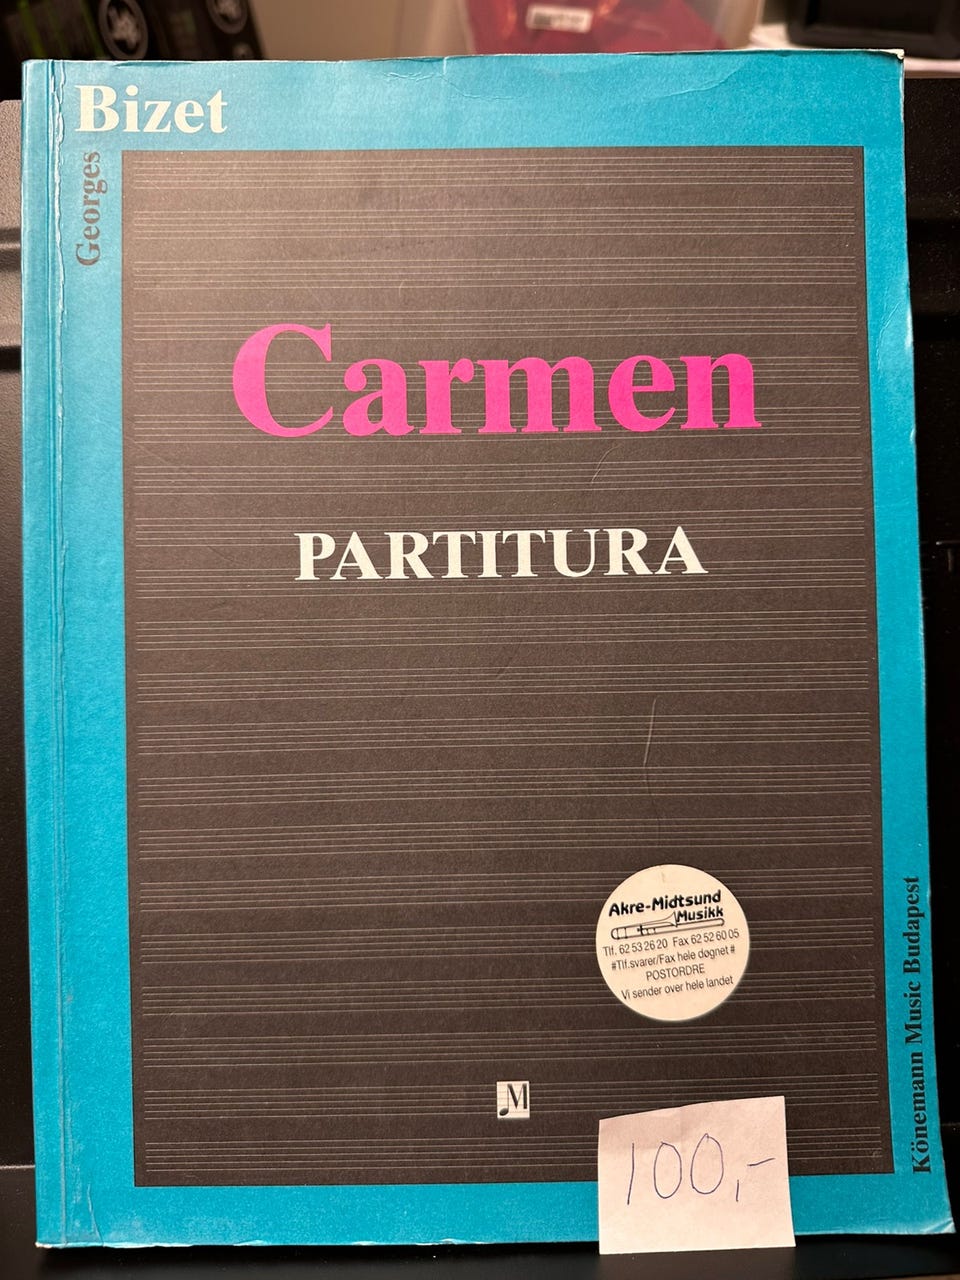 Bizet
Georges
Carmen
PARTITURA
Akre-Midtsund
Musikk
Tlf. 62 53 26 20 Fax 62 52 60 05
#Tlf.svarer/Fax hele døgnet#
POSTORDRE
Vi sender over hele landet
Könemann Music Budapest
M
100,-